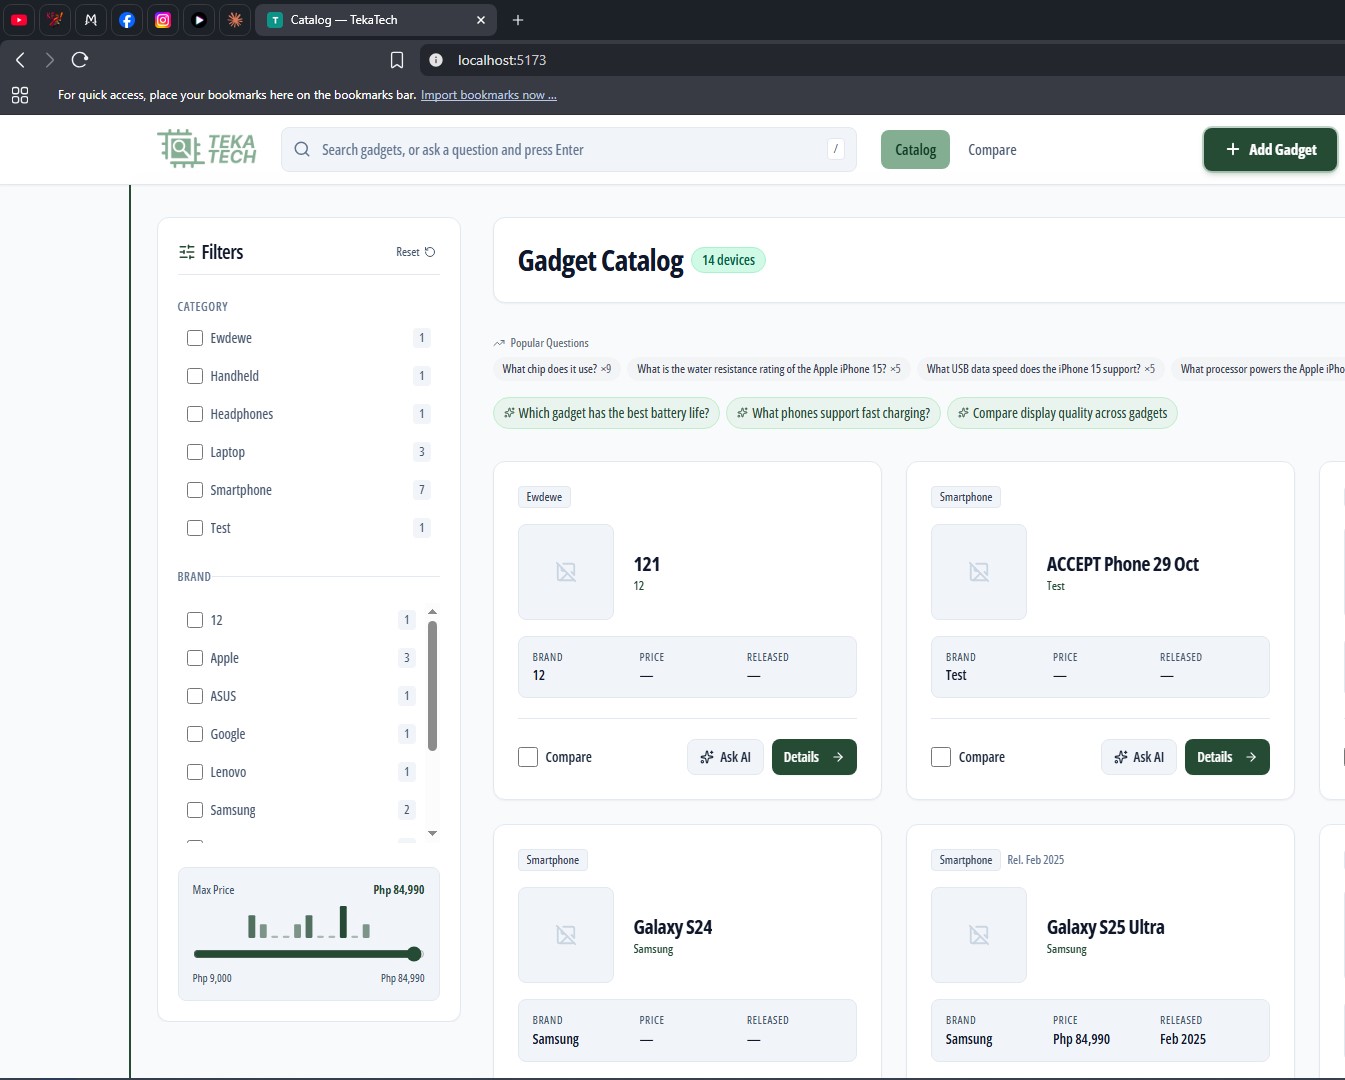 Catalog — TekaTech
localhost:5173
For quick access, place your bookmarks here on the bookmarks bar. Import bookmarks now ...
TEKA
TECH
Search gadgets, or ask a question and press Enter
/
Catalog
Compare
Add Gadget
Filters
Reset
CATEGORY
Ewdewe 1
Handheld 1
Headphones 1
Laptop 3
Smartphone 7
Test 1
BRAND
12 1
Apple 3
ASUS 1
Google 1
Lenovo 1
Samsung 2
Max Price Php 84,990
Php 9,000 Php 84,990
Gadget Catalog 14 devices
Popular Questions
What chip does it use? ×9 What is the water resistance rating of the Apple iPhone 15? ×5 What USB data speed does the iPhone 15 support? ×5 What processor powers the Apple iPho
Which gadget has the best battery life? What phones support fast charging? Compare display quality across gadgets
Ewdewe
121
12
BRAND PRICE RELEASED
12 — —
Compare Ask AI Details
Smartphone
ACCEPT Phone 29 Oct
Test
BRAND PRICE RELEASED
Test — —
Compare Ask AI Details
Smartphone
Galaxy S24
Samsung
BRAND PRICE RELEASED
Samsung — —
Smartphone Rel. Feb 2025
Galaxy S25 Ultra
Samsung
BRAND PRICE RELEASED
Samsung Php 84,990 Feb 2025